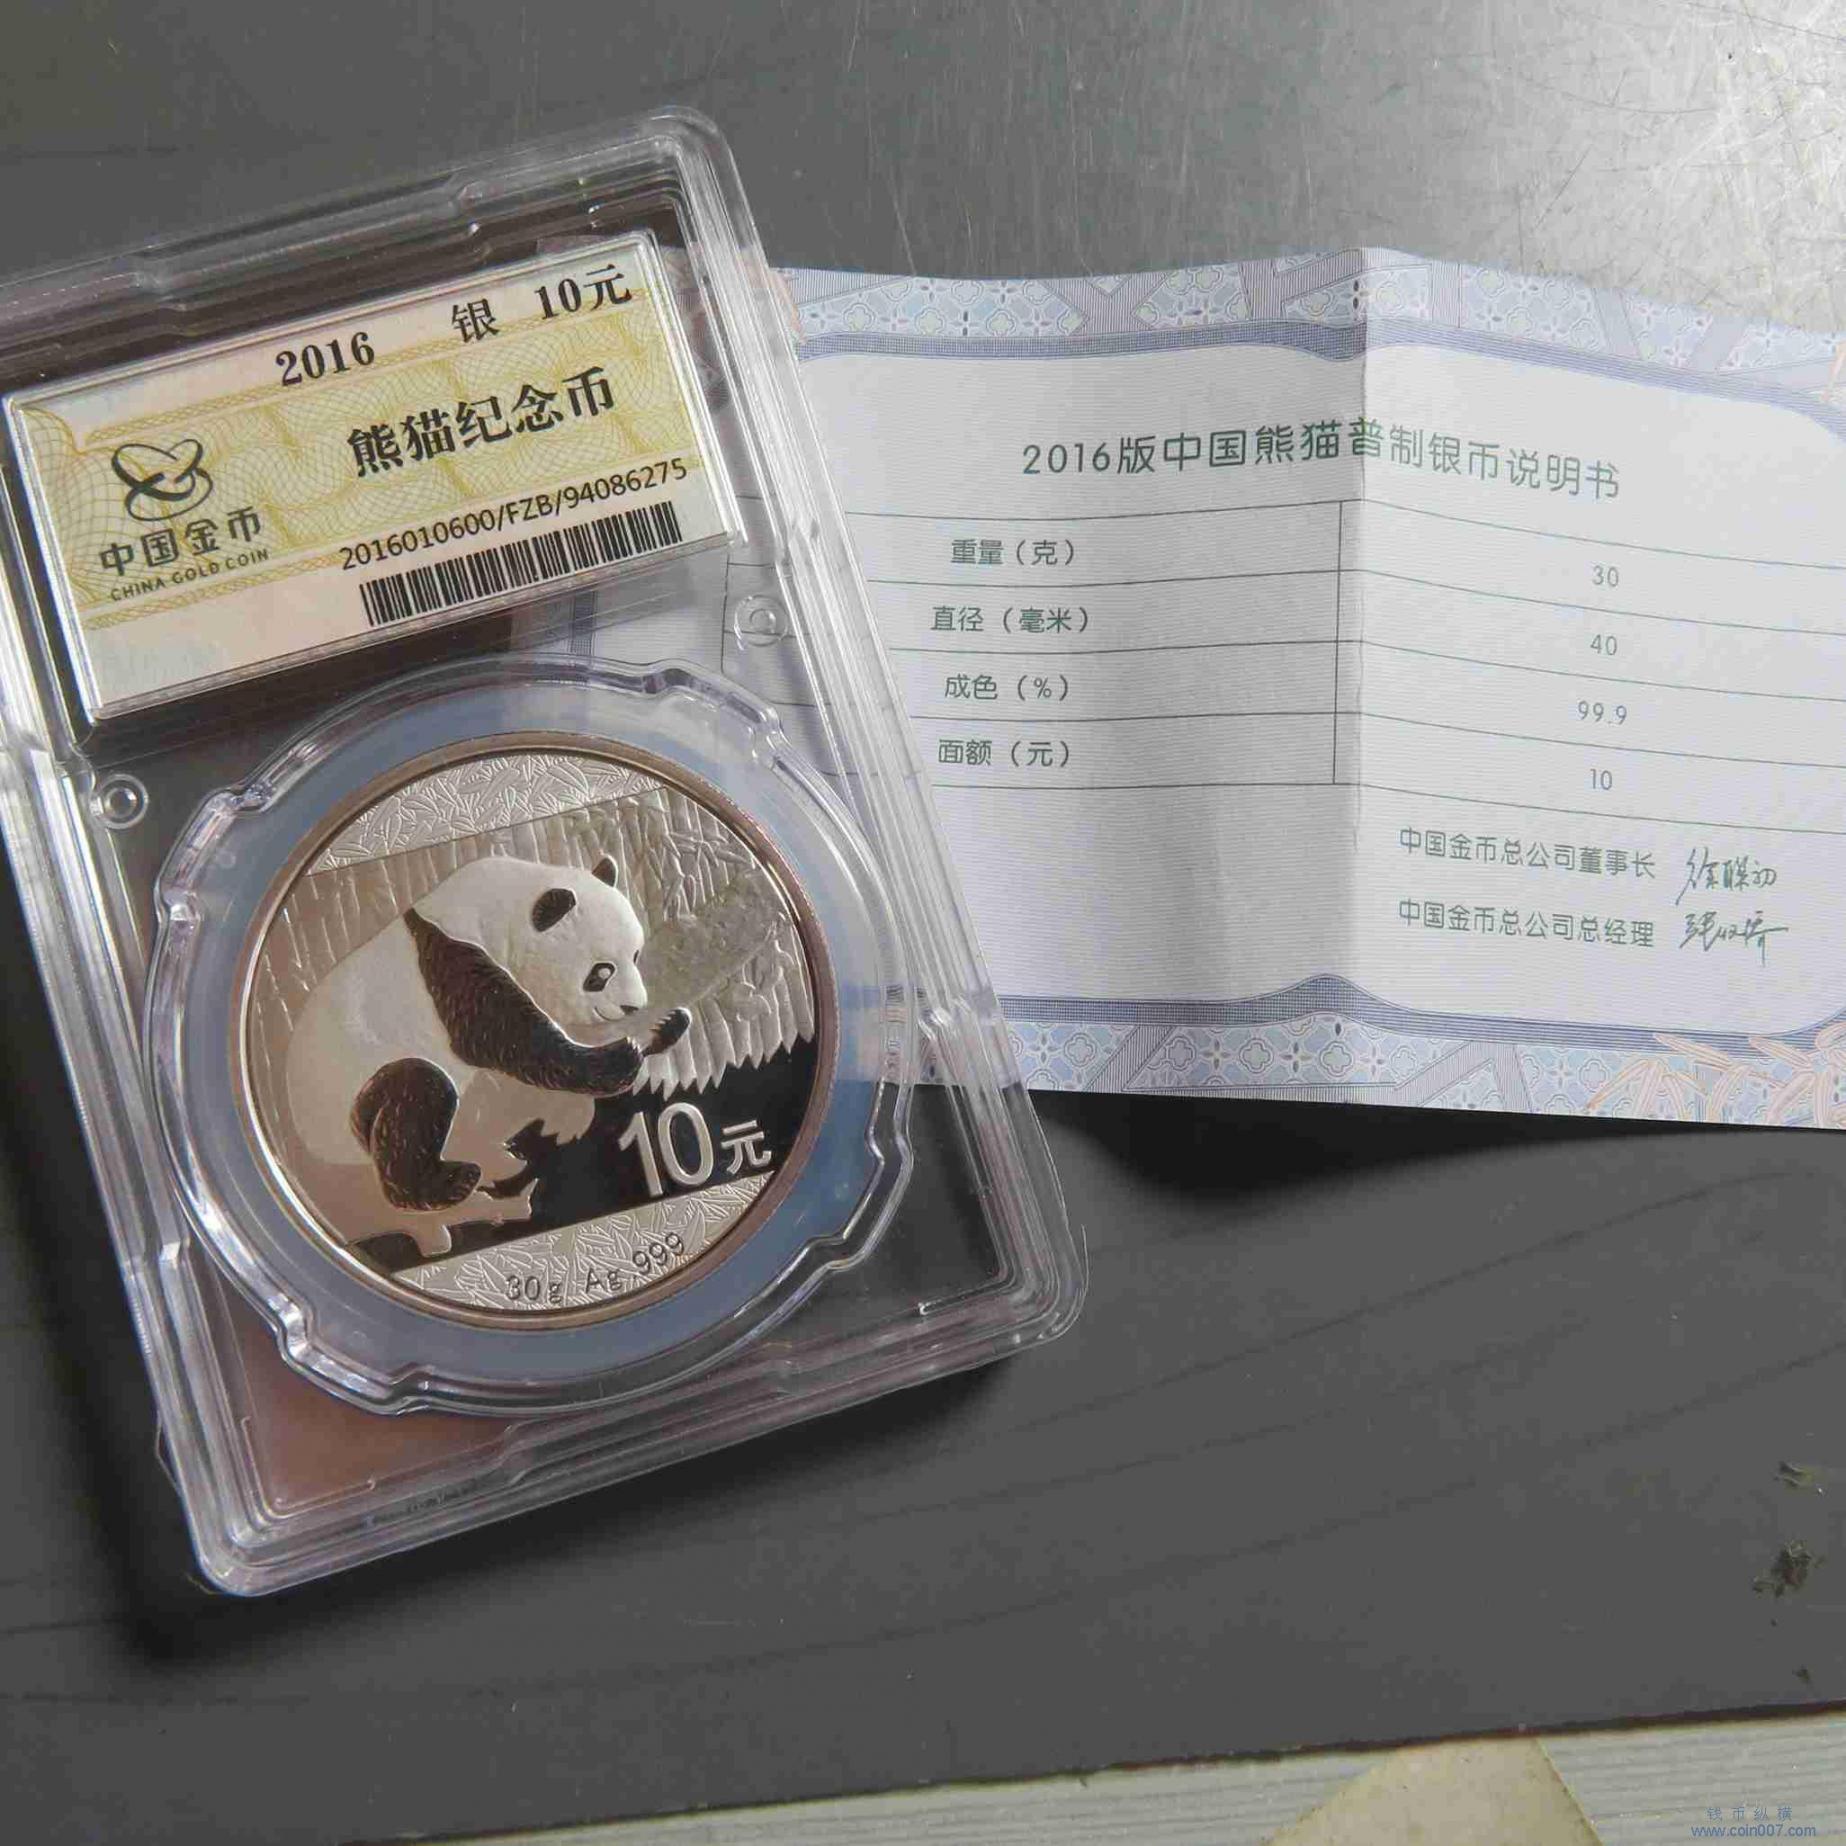 2016 银 10元
熊猫纪念币
中国金币
CHINA GOLD COIN
2016010600/FZB/94086275
10元
30g Ag 999
2016版中国熊猫普制银币说明书
重量（克） 30
直径（毫米） 40
成色（%） 99.9
面额（元） 10
中国金币总公司董事长
中国金币总公司总经理
钱币纵横
www.coin007.com